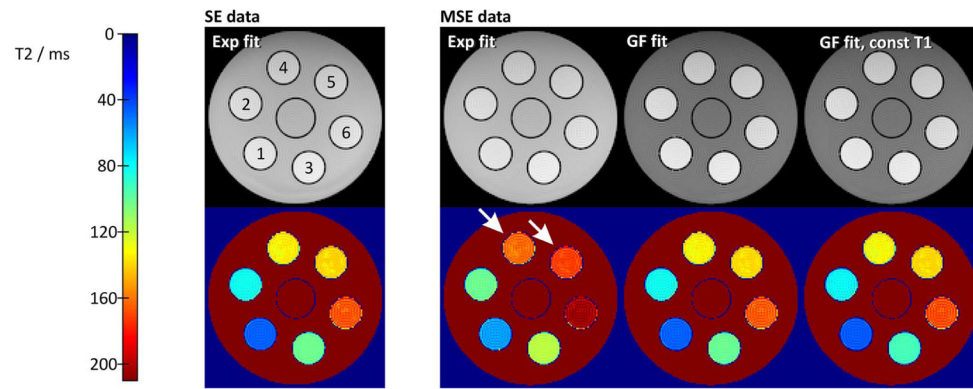 SE data
MSE data
T2 / ms
0
40
80
120
160
200
Exp fit
4
5
2
6
1
3
Exp fit
GF fit
GF fit, const T1